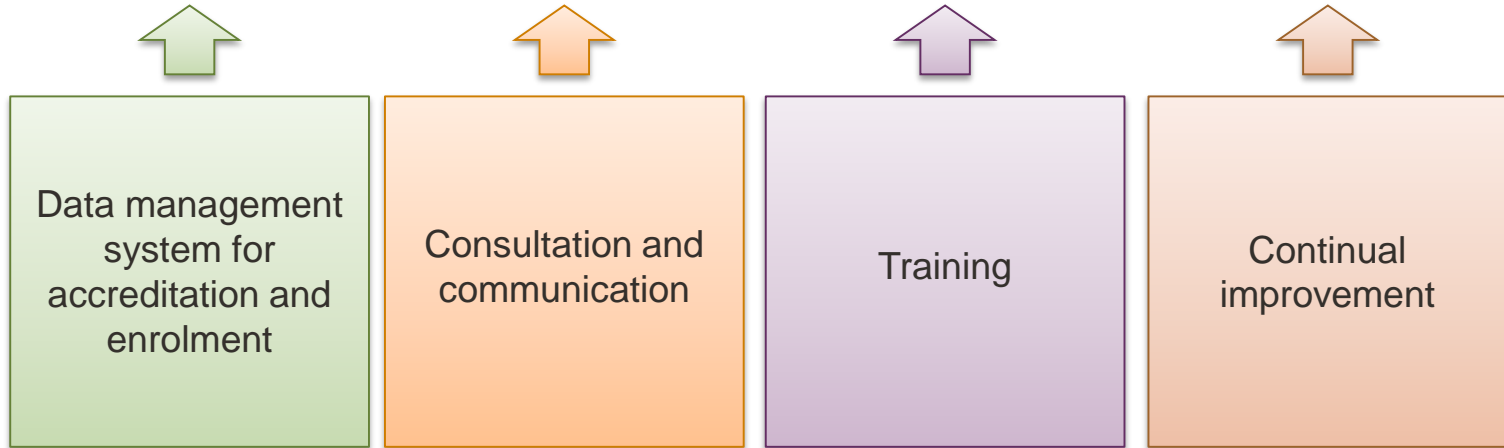 Data management
system for
accreditation and
enrolment
Consultation and
communication
Training
Continual
improvement